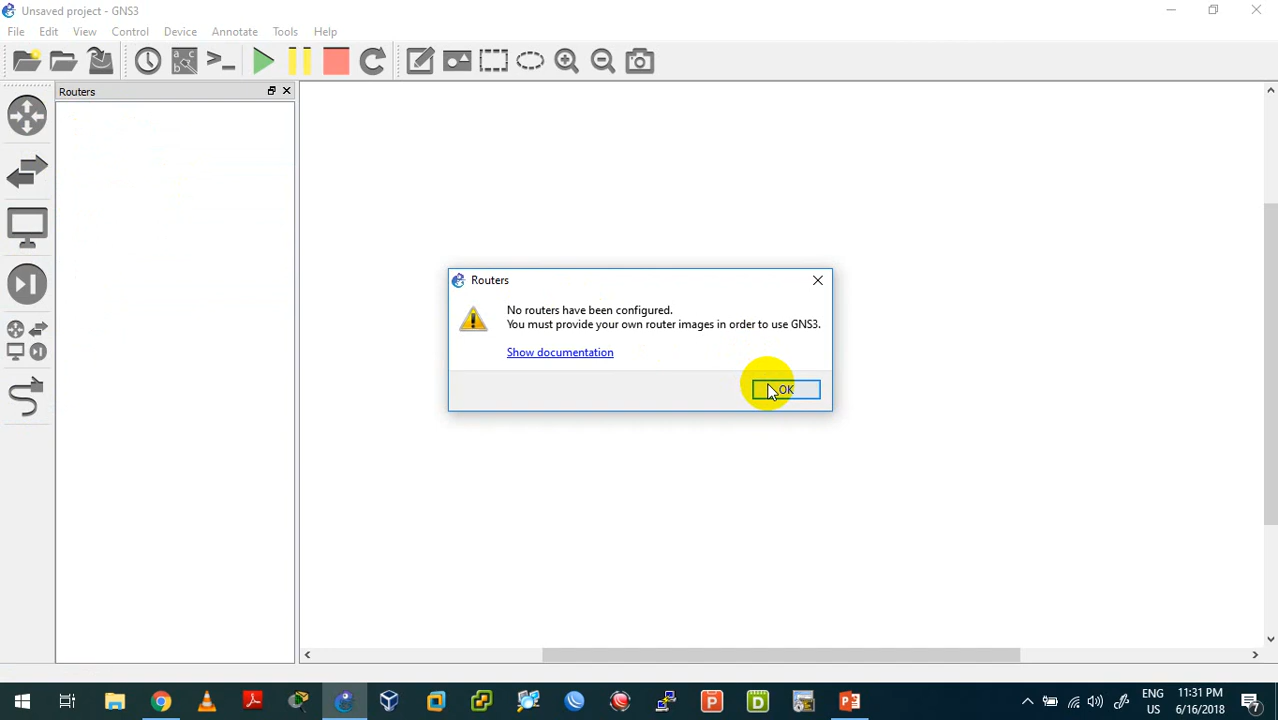 Unsaved project - GNS3
File Edit View Control Device Annotate Tools Help
Routers
Routers
No routers have been configured.
You must provide your own router images in order to use GNS3.
Show documentation
OK
ENG
US
11:31 PM
6/16/2018
7